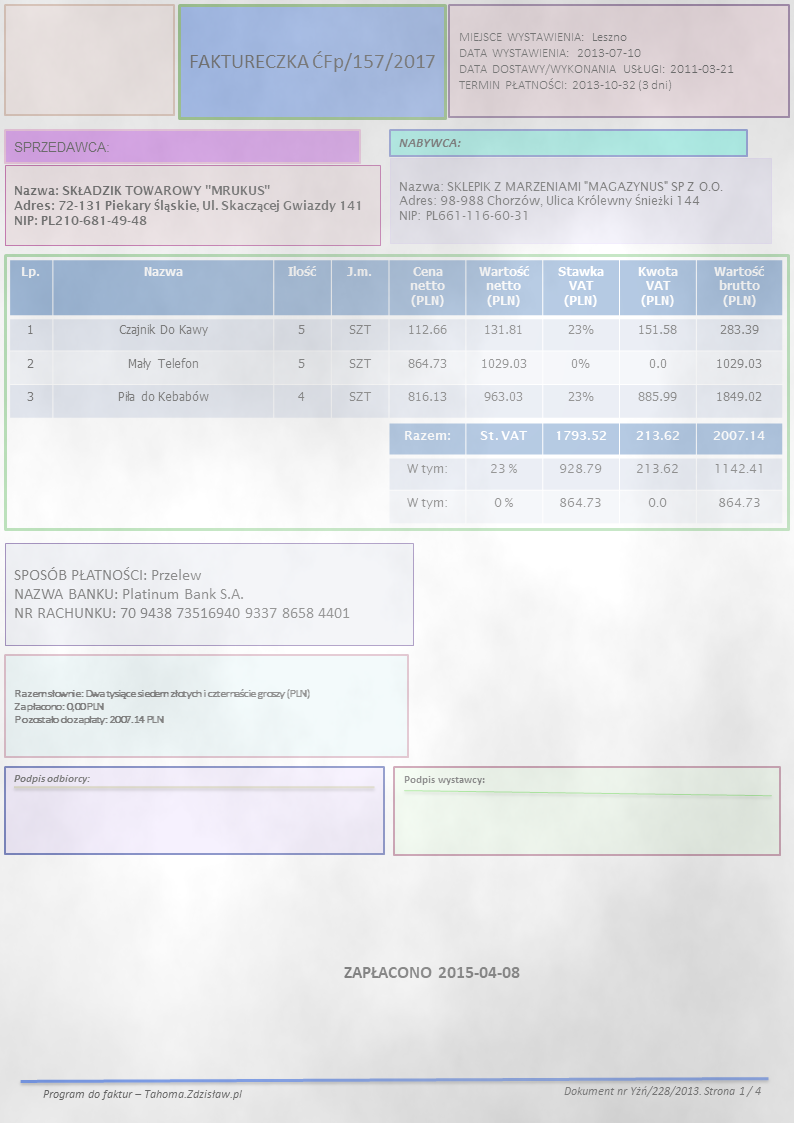 FAKTURECZKA ĆFp/157/2017
MIEJSCE WYSTAWIENIA: Leszno
DATA WYSTAWIENIA: 2013-07-10
DATA DOSTAWY/WYKONANIA USŁUGI: 2011-03-21
TERMIN PŁATNOŚCI: 2013-10-32 (3 dni)
SPRZEDAWCA:
Nazwa: SKŁADZIK TOWAROWY "MRUKUS"
Adres: 72-131 Piekary Śląskie, Ul. Skaczącej Gwiazdy 141
NIP: PL210-681-49-48
NABYWCA:
Nazwa: SKLEPIK Z MARZENIAMI "MAGAZYNUS" SP Z O.O.
Adres: 98-988 Chorzów, Ulica Królewny Śnieżki 144
NIP: PL661-116-60-31
Lp. Nazwa Ilość J.m. Cena netto (PLN) Wartość netto (PLN) Stawka VAT (PLN) Kwota VAT (PLN) Wartość brutto (PLN)
1 Czajnik Do Kawy 5 SZT 112.66 131.81 23% 151.58 283.39
2 Mały Telefon 5 SZT 864.73 1029.03 0% 0.0 1029.03
3 Piła do Kebabów 4 SZT 816.13 963.03 23% 885.99 1849.02
Razem: St. VAT 1793.52 213.62 2007.14
W tym: 23 % 928.79 213.62 1142.41
W tym: 0 % 864.73 0.0 864.73
SPOSÓB PŁATNOŚCI: Przelew
NAZWA BANKU: Platinum Bank S.A.
NR RACHUNKU: 70 9438 73516940 9337 8658 4401
Razem słownie: Dwa tysiące siedem złotych i czternaście groszy (PLN)
Zapłacono: 0,00 PLN
Pozostało do zapłaty: 2007.14 PLN
Podpis odbiorcy:
Podpis wystawcy:
ZAPŁACONO 2015-04-08
Program do faktur – Tahoma.Zdzisław.pl
Dokument nr Yźń/228/2013. Strona 1 / 4